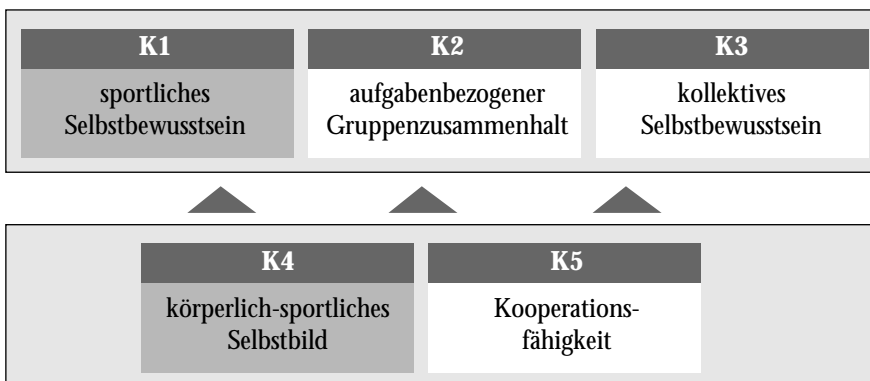 K1 K2 K3
sportliches aufgabenbezogener kollektives
Selbstbewusstsein Gruppenzusammenhalt Selbstbewusstsein
K4 K5
körperlich-sportliches Kooperations-
Selbstbild fähigkeit